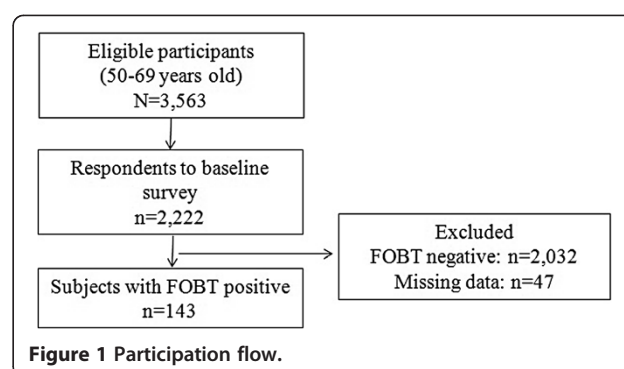 Eligible participants
(50-69 years old)
N=3,563
Respondents to baseline
survey
n=2,222
Excluded
FOBT negative: n=2,032
Missing data: n=47
Subjects with FOBT positive
n=143
Figure 1 Participation flow.